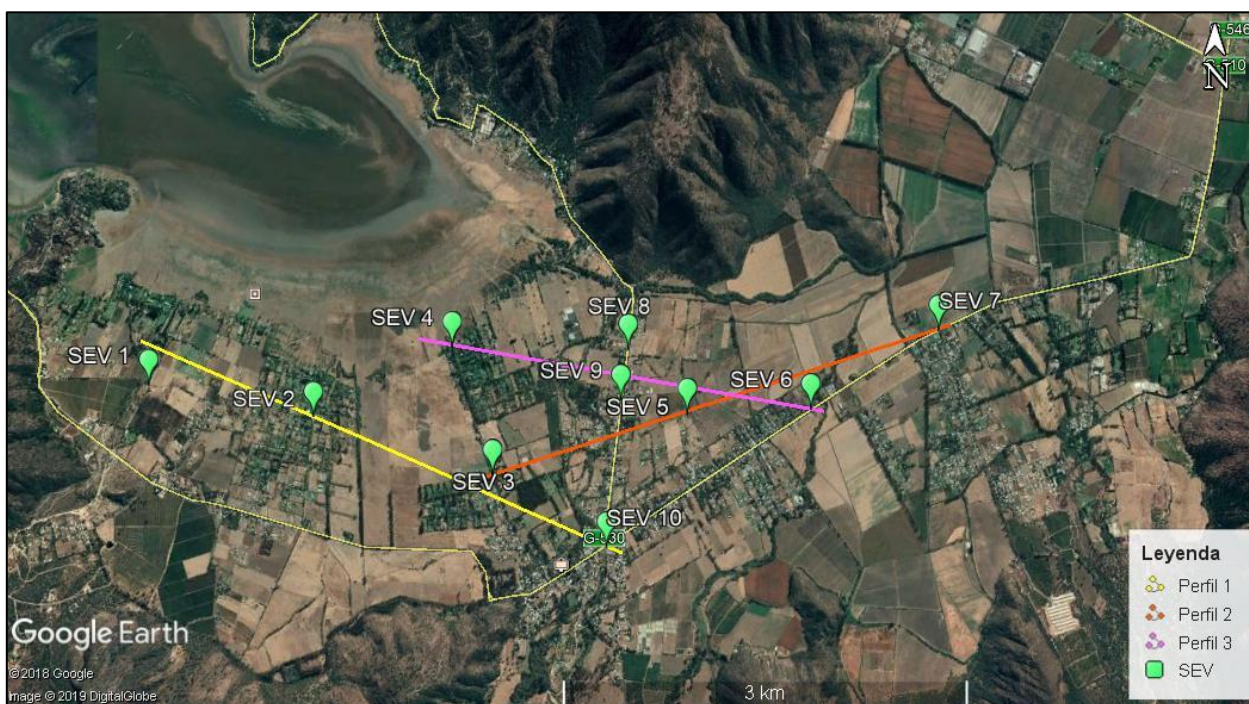 N
SEV 8
SEV 7
SEV 4
SEV 1
SEV 9
SEV 6
SEV 2
SEV 5
SEV 3
SEV 10
Leyenda
Perfil 1
Perfil 2
Perfil 3
SEV
Google Earth
©2018 Google
Image © 2019 DigitalGlobe
3 km